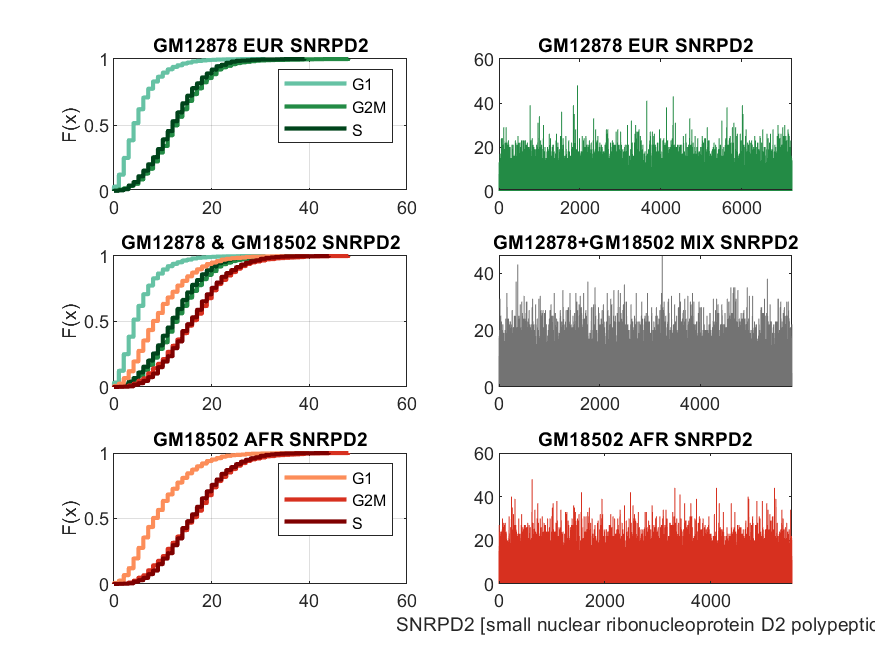 GM12878 EUR SNRPD2
1
0.5
0
F(x)
0 20 40 60
G1
G2M
S
GM12878 EUR SNRPD2
60
40
20
0
0 2000 4000 6000
GM12878 & GM18502 SNRPD2
1
0.5
0
F(x)
0 20 40 60
GM12878+GM18502 MIX SNRPD2
40
20
0
0 2000 4000
GM18502 AFR SNRPD2
1
0.5
0
F(x)
0 20 40 60
G1
G2M
S
GM18502 AFR SNRPD2
60
40
20
0
0 2000 4000
SNRPD2 [small nuclear ribonucleoprotein D2 polypeptic